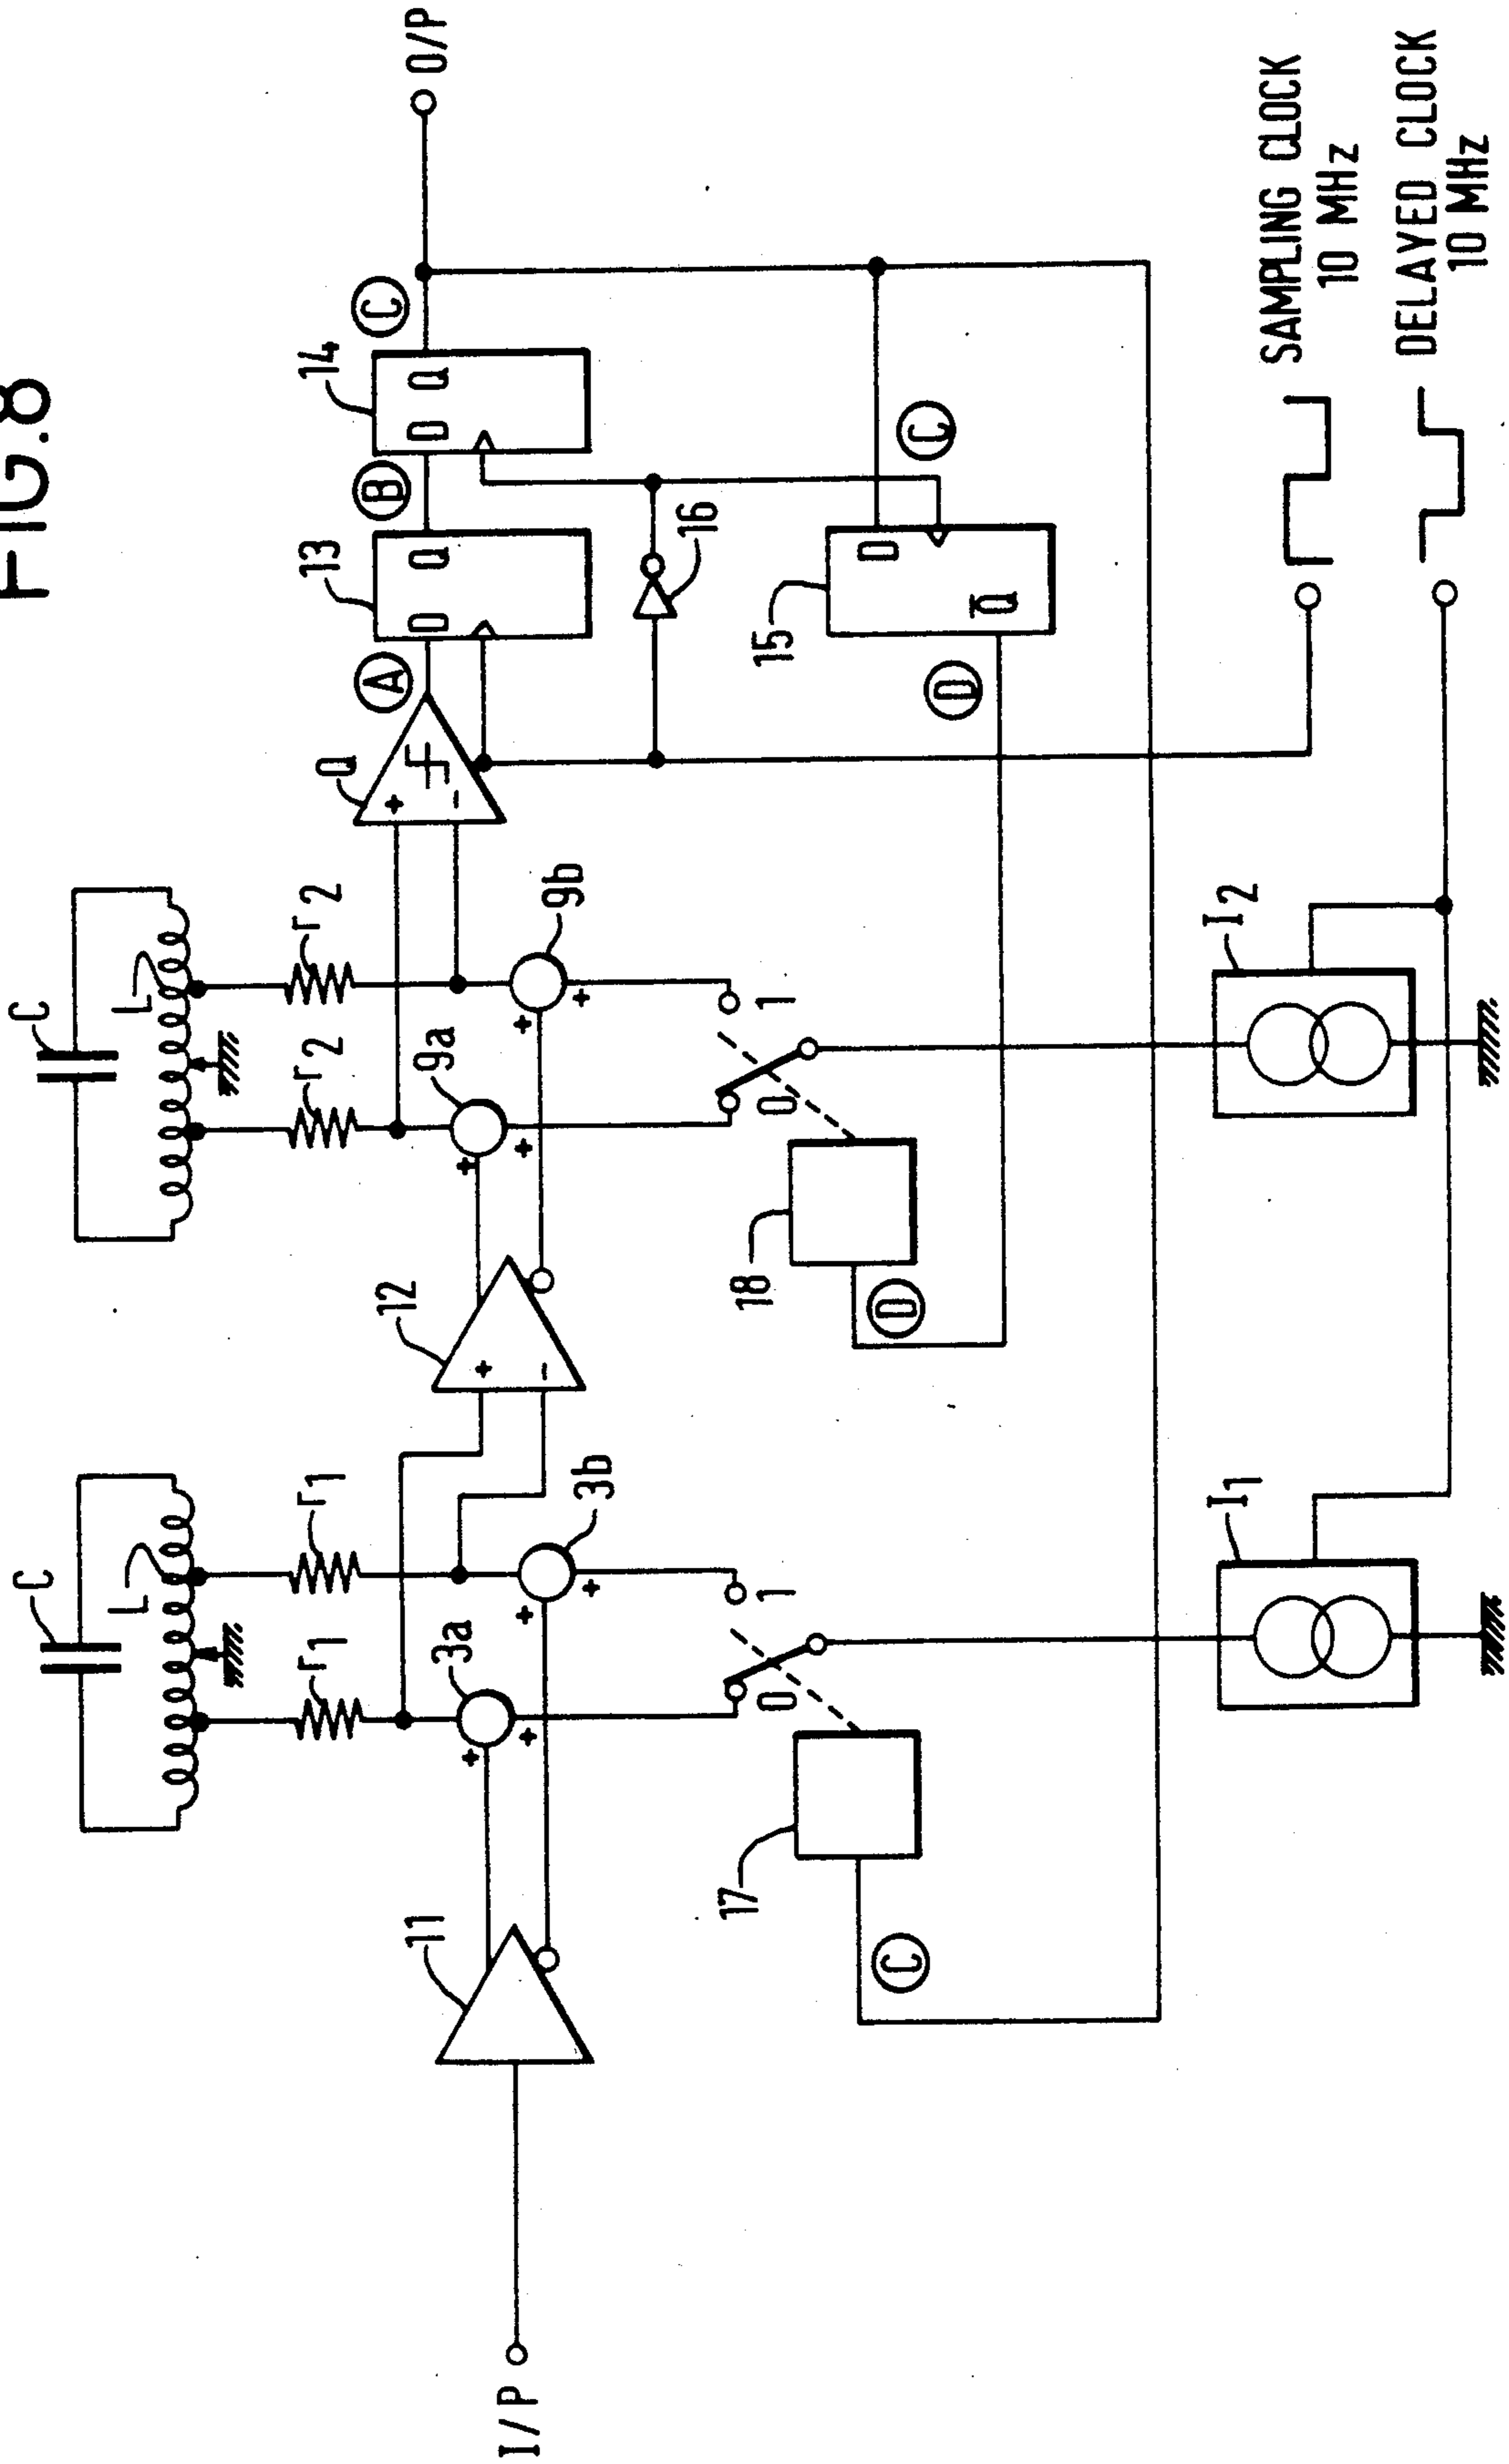 FIG.8
C
L
r1
r1
C
L
r2
r2
I/P
11
+
3a
+
+
3b
+
12
+
-
+
9a
+
+
9b
+
Q
+
-
A
13
D
Q
B
14
D
Q
C
O/P
16
15
D
Q̅
C
D
17
C
0
1
18
D
0
1
I1
I2
SAMPLING CLOCK
10 MHz
DELAYED CLOCK
10 MHz